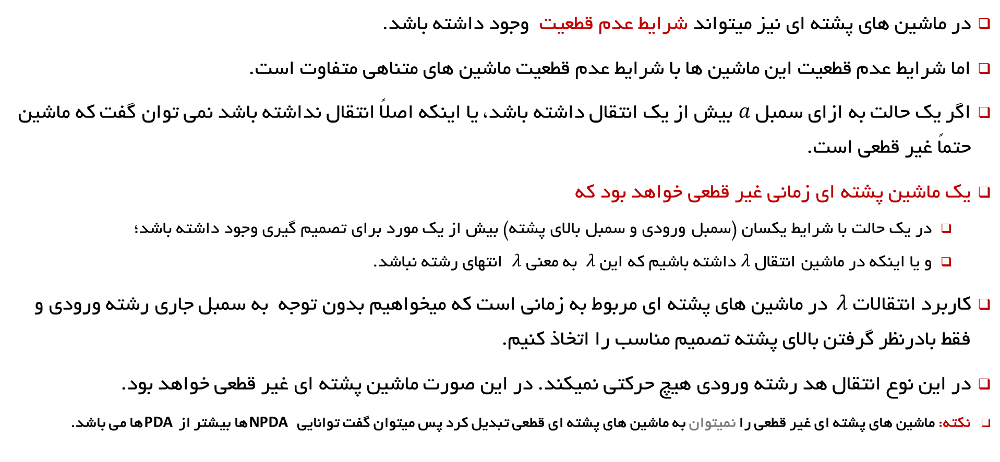 در ماشین های پشته ای نیز میتواند شرایط عدم قطعیت وجود داشته باشد.
اما شرایط عدم قطعیت این ماشین ها با شرایط عدم قطعیت ماشین های متناهی متفاوت است.
اگر یک حالت به ازای سمبل a بیش از یک انتقال داشته باشد، یا اینکه اصلاً انتقال نداشته باشد نمی توان گفت که ماشین
حتماً غیر قطعی است.
یک ماشین پشته ای زمانی غیر قطعی خواهد بود که
در یک حالت با شرایط یکسان (سمبل ورودی و سمبل بالای پشته) بیش از یک مورد برای تصمیم گیری وجود داشته باشد؛
و یا اینکه در ماشین انتقال λ داشته باشیم که این λ به معنی λ انتهای رشته نباشد.
کاربرد انتقالات λ در ماشین های پشته ای مربوط به زمانی است که میخواهیم بدون توجه به سمبل جاری رشته ورودی و
فقط بادرنظر گرفتن بالای پشته تصمیم مناسب را اتخاذ کنیم.
در این نوع انتقال هد رشته ورودی هیچ حرکتی نمیکند. در این صورت ماشین پشته ای غیر قطعی خواهد بود.
نکته: ماشین های پشته ای غیر قطعی را نمیتوان به ماشین های پشته ای قطعی تبدیل کرد پس میتوان گفت توانایی NPDAها بیشتر از PDAها می باشد.